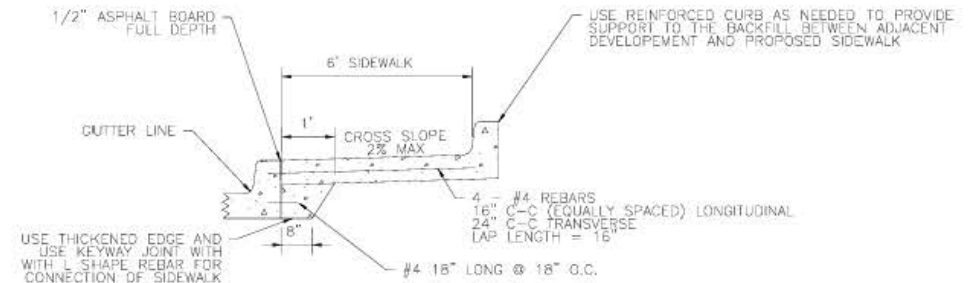 1/2" ASPHALT BOARD
FULL DEPTH
USE REINFORCED CURB AS NEEDED TO PROVIDE
SUPPORT TO THE BACKFILL BETWEEN ADJACENT
DEVELOPEMENT AND PROPOSED SIDEWALK
6' SIDEWALK
GUTTER LINE
1'
CROSS SLOPE
2% MAX
4 - #4 REBARS
16" C-C (EQUALLY SPACED) LONGITUDINAL
24" C-C TRANSVERSE
LAP LENGTH = 16"
8"
USE THICKENED EDGE AND
USE KEYWAY JOINT WITH
WITH L SHAPE REBAR FOR
CONNECTION OF SIDEWALK
#4 18" LONG @ 18" O.C.